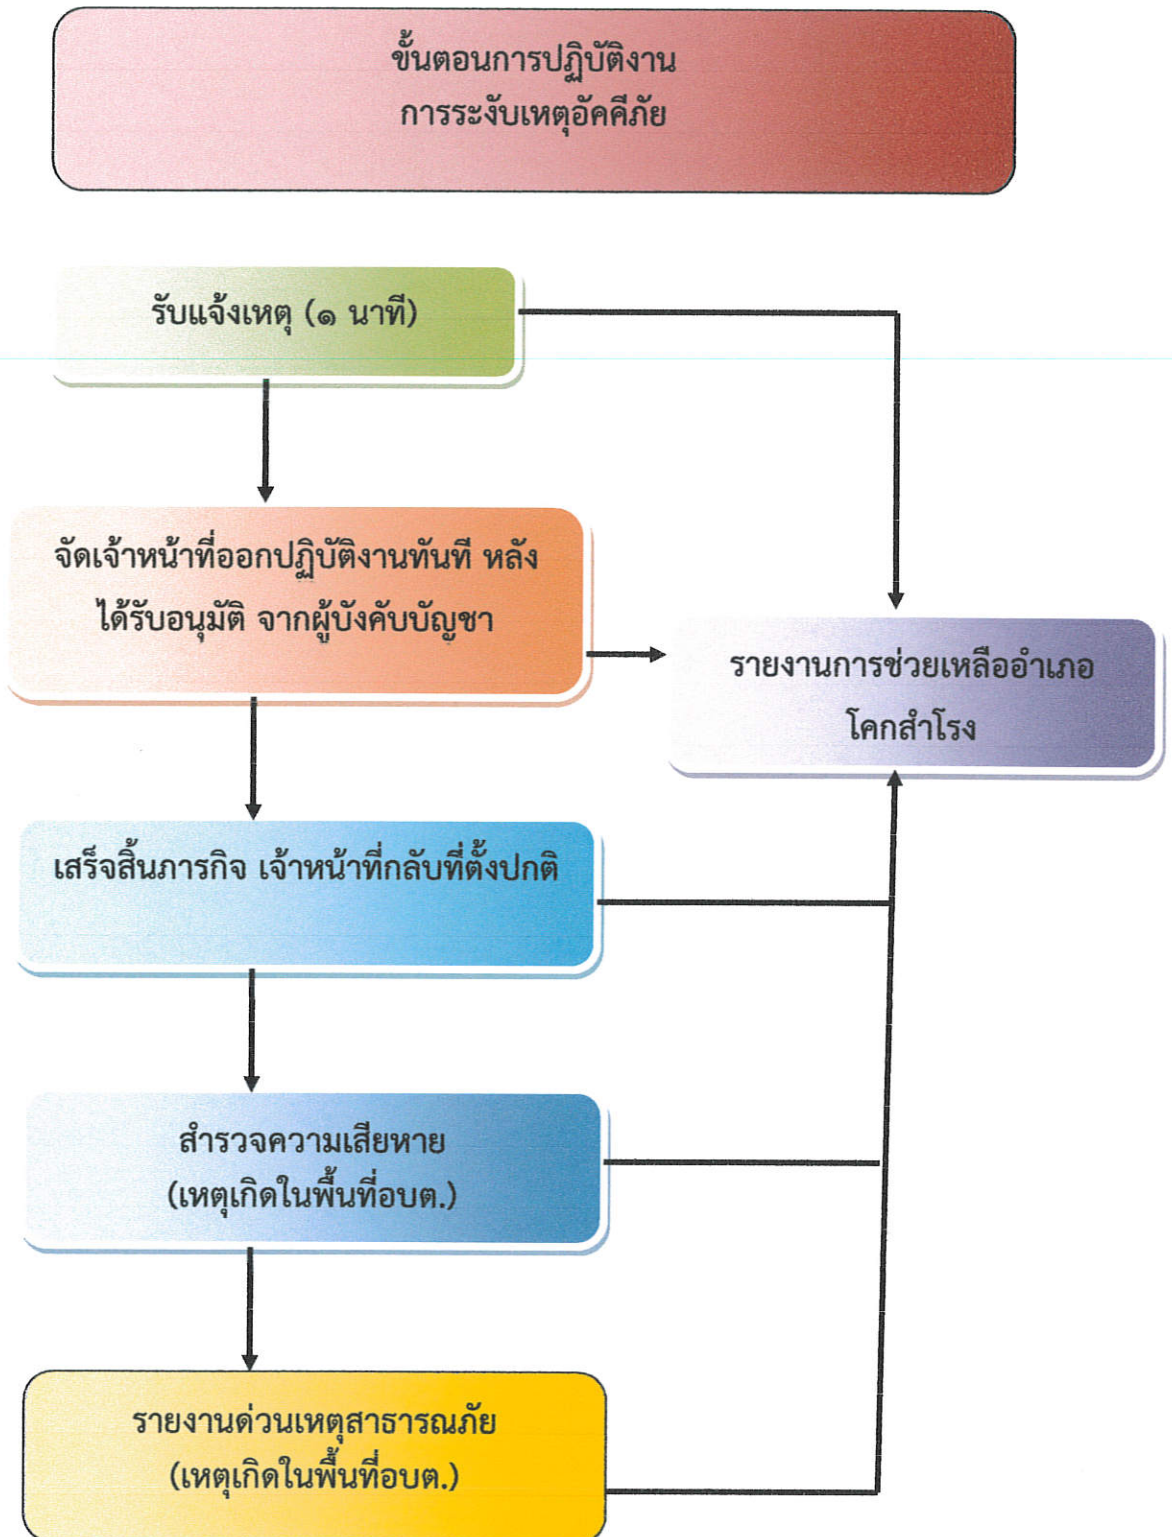 ขั้นตอนการปฏิบัติงาน
การระงับเหตุอัคคีภัย
รับแจ้งเหตุ (๑ นาที)
จัดเจ้าหน้าที่ออกปฏิบัติงานทันที หลัง
ได้รับอนุมัติ จากผู้บังคับบัญชา
รายงานการช่วยเหลืออำเภอ
โคกสำโรง
เสร็จสิ้นภารกิจ เจ้าหน้าที่กลับที่ตั้งปกติ
สำรวจความเสียหาย
(เหตุเกิดในพื้นที่อบต.)
รายงานด่วนเหตุสาธารณภัย
(เหตุเกิดในพื้นที่อบต.)